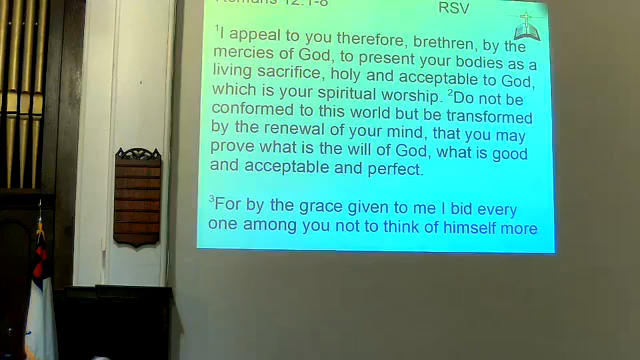 Romans 12:1-8 RSV
¹I appeal to you therefore, brethren, by the
mercies of God, to present your bodies as a
living sacrifice, holy and acceptable to God,
which is your spiritual worship. ²Do not be
conformed to this world but be transformed
by the renewal of your mind, that you may
prove what is the will of God, what is good
and acceptable and perfect.
³For by the grace given to me I bid every
one among you not to think of himself more